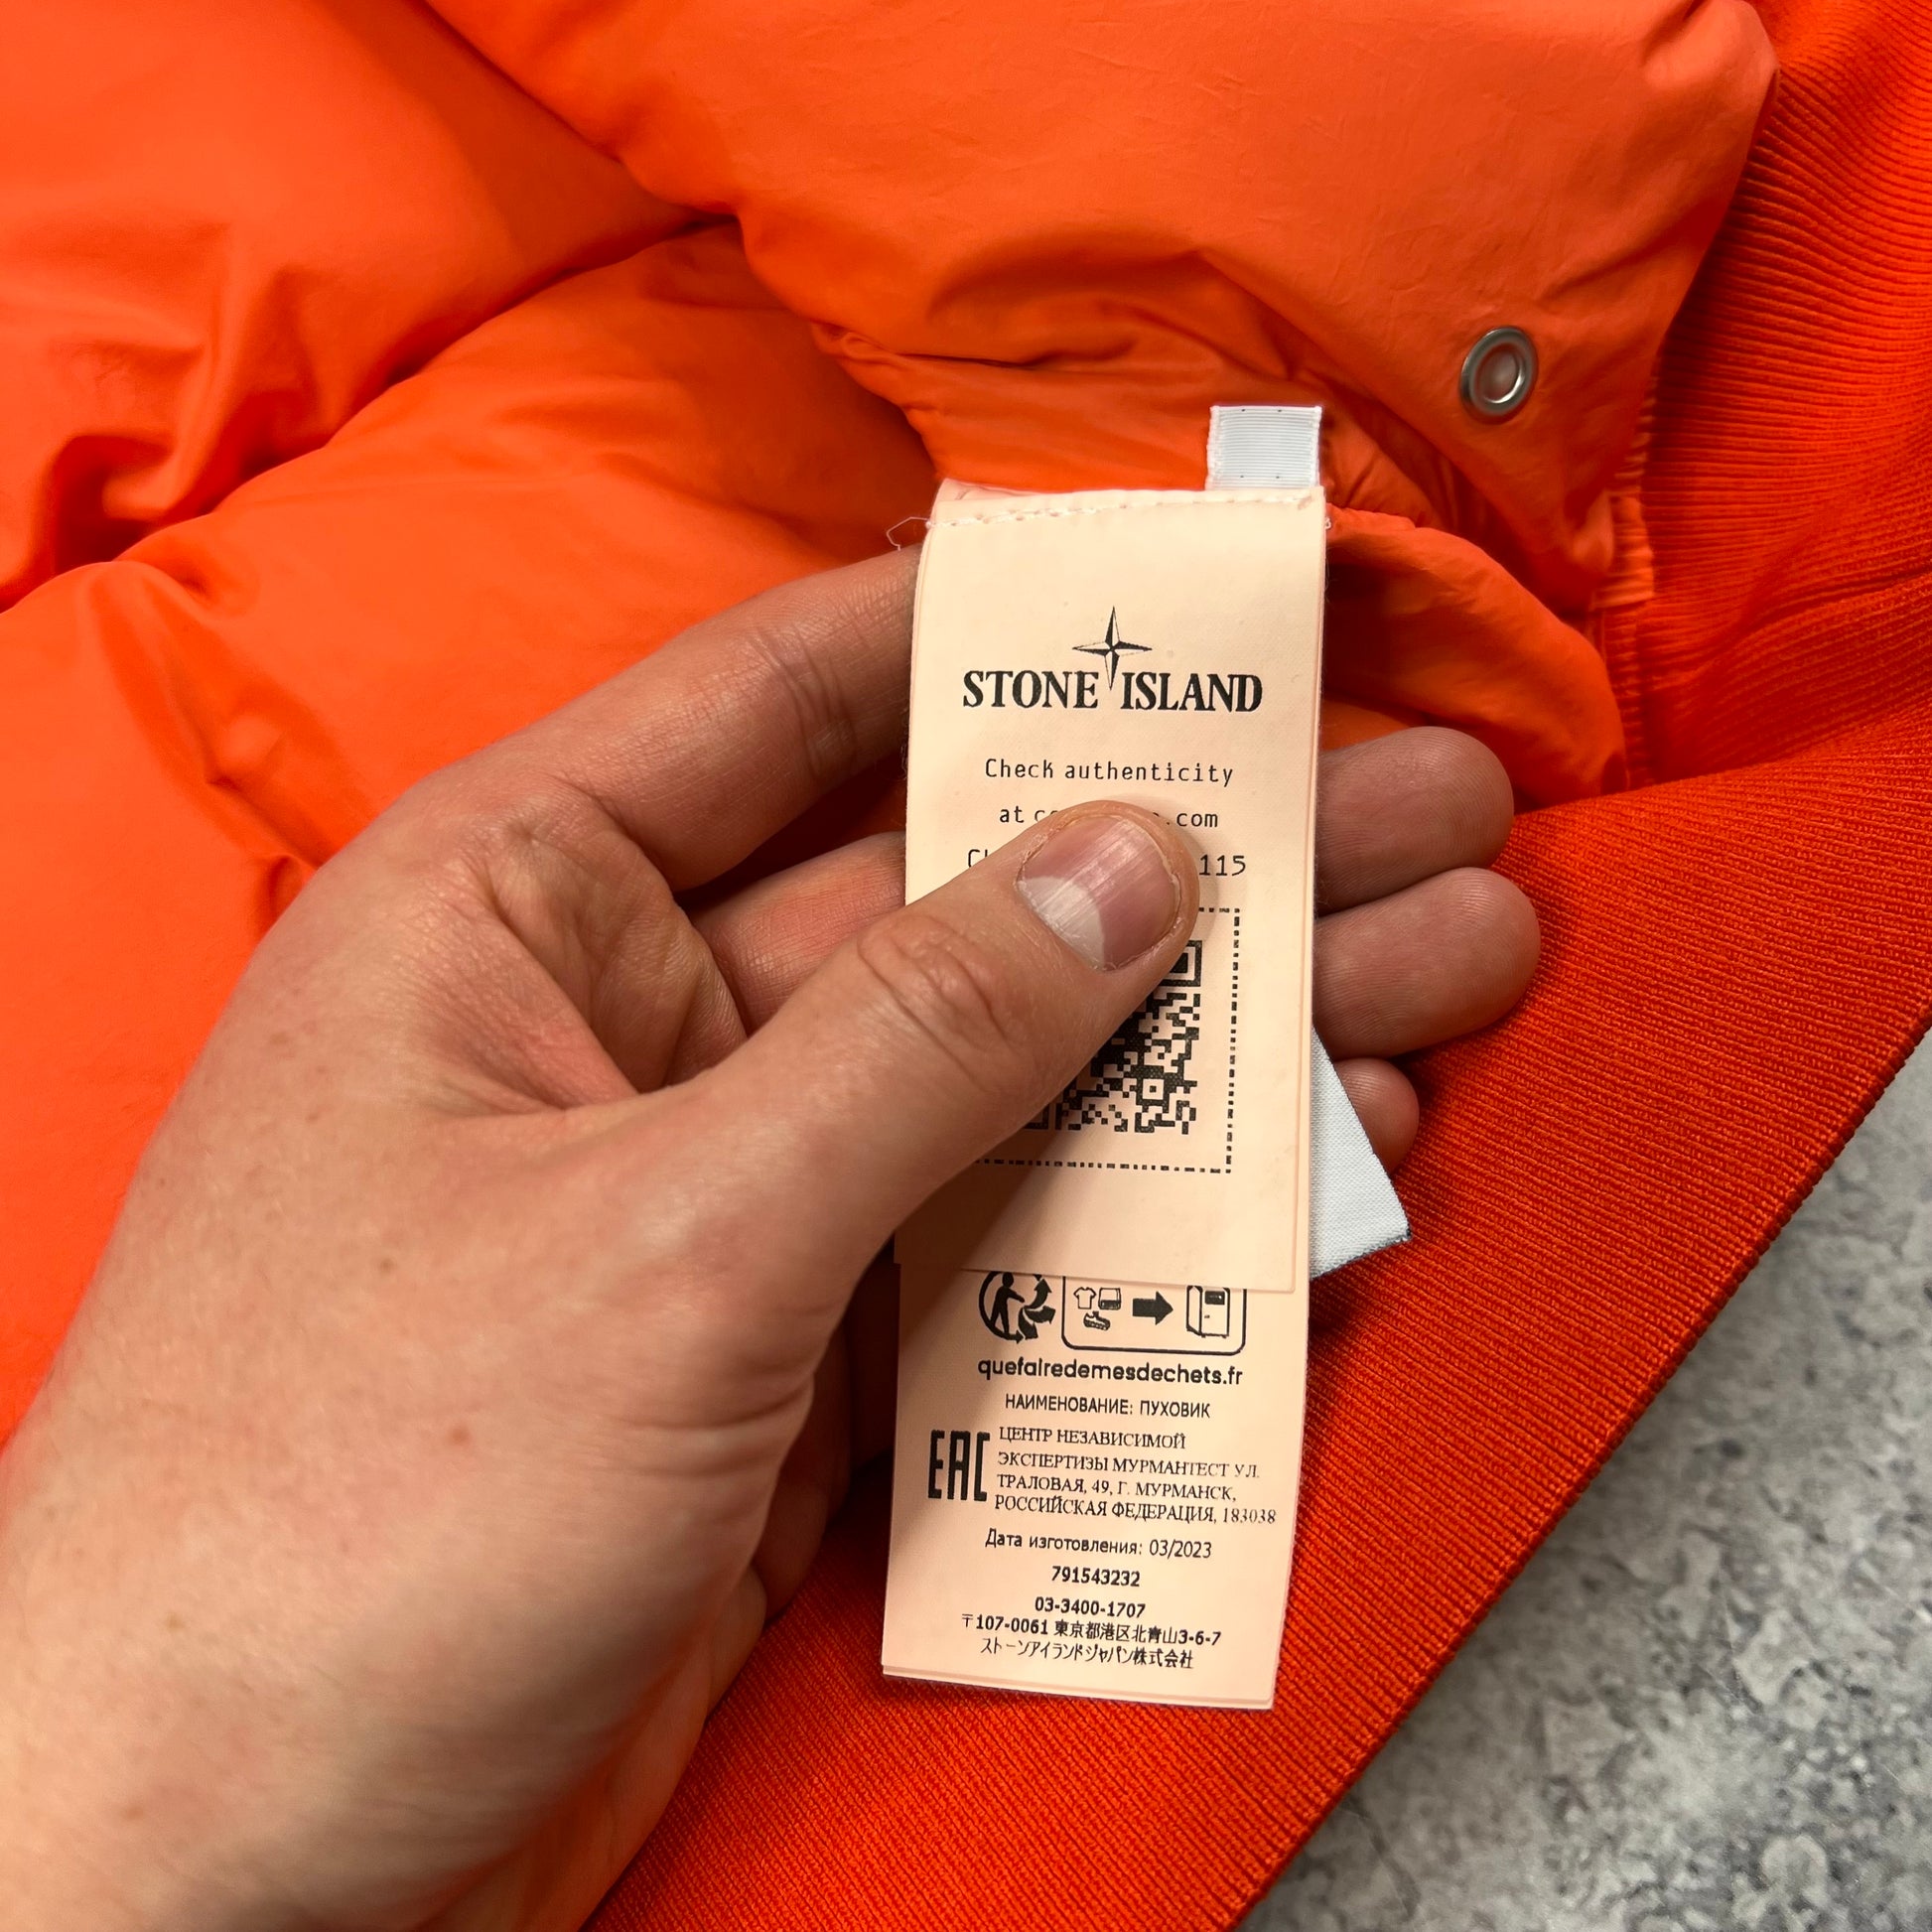 STONE ISLAND
Check authenticity
at .com
115
quefairedemesdechets.fr
НАИМЕНОВАНИЕ: ПУХОВИК
EAC
ЦЕНТР НЕЗАВИСИМОЙ
ЭКСПЕРТИЗЫ МУРМАНТЕСТ УЛ.
ТРАЛОВАЯ, 49, Г. МУРМАНСК,
РОССИЙСКАЯ ФЕДЕРАЦИЯ, 183038
Дата изготовления: 03/2023
791543232
03-3400-1707
〒107-0061 東京都港区北青山3-6-7
ストーンアイランドジャパン株式会社